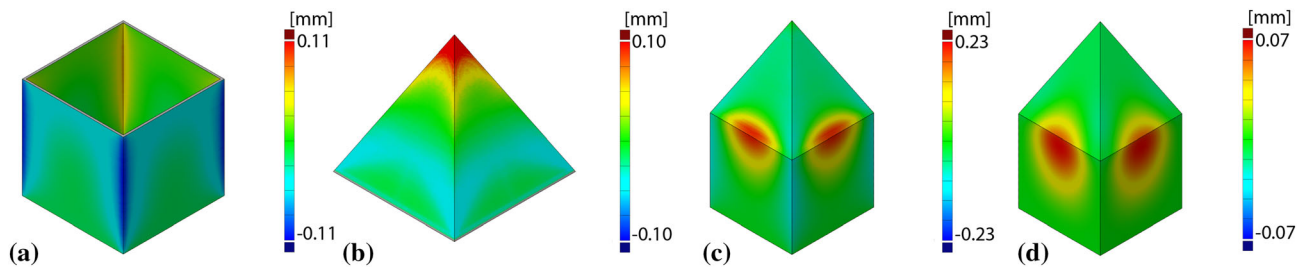 [mm]
0.11
-0.11
(a)
[mm]
0.10
-0.10
(b)
[mm]
0.23
-0.23
(c)
[mm]
0.07
-0.07
(d)